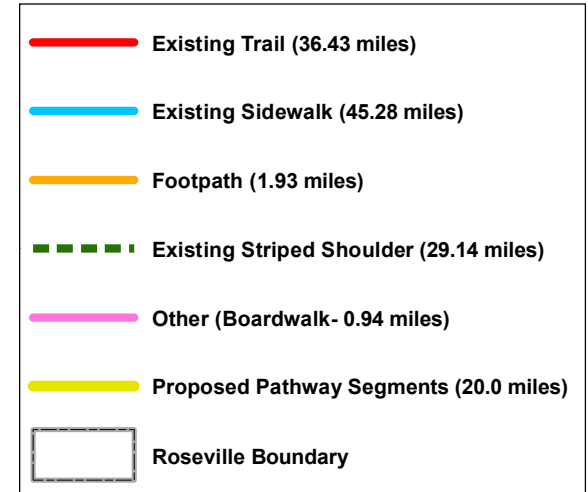 Existing Trail (36.43 miles)
Existing Sidewalk (45.28 miles)
Footpath (1.93 miles)
Existing Striped Shoulder (29.14 miles)
Other (Boardwalk- 0.94 miles)
Proposed Pathway Segments (20.0 miles)
Roseville Boundary